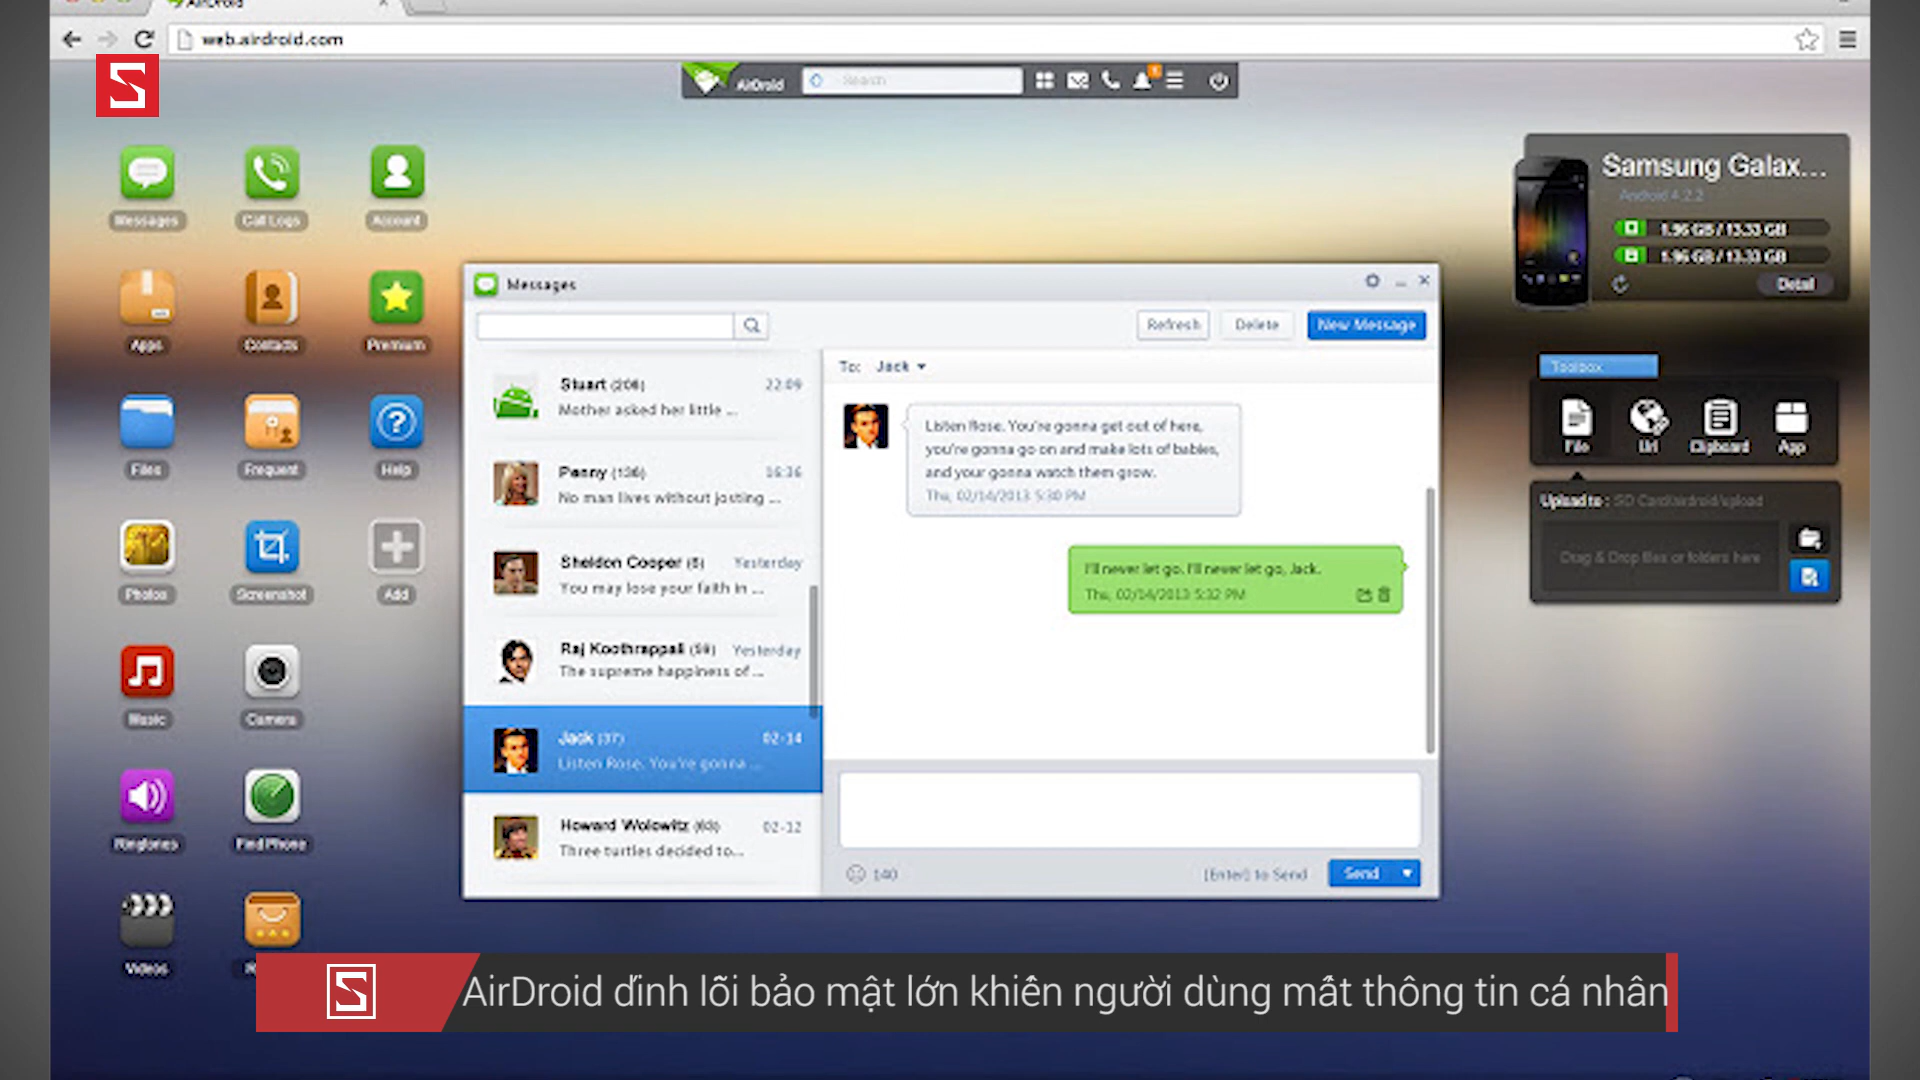 AirDroid
web.airdroid.com
AirDroid
Search
Messages
Call Logs
Account
Apps
Contacts
Premium
Files
Frequent
Help
Photos
Screenshot
Add
Music
Camera
Ringtones
Find Phone
Videos
Samsung Galax...
Android 4.2.2
1.96 GB / 13.33 GB
1.96 GB / 13.33 GB
Detail
Toolbox
File
Url
Clipboard
App
Upload to : SD Card/airdroid/upload
Drag & Drop files or folders here
Messages
Refresh
Delete
New Message
Stuart (206) 22:09
Mother asked her little ...
Penny (136) 16:36
No man lives without jostling ...
Sheldon Cooper (5) Yesterday
You may lose your faith in ...
Raj Koothrappali (59) Yesterday
The supreme happiness of ...
Jack (37) 02-14
Listen Rose. You're gonna ...
Howard Wolowitz (63) 02-12
Three turtles decided to...
To: Jack
Listen Rose. You're gonna get out of here,
you're gonna go on and make lots of babies,
and your gonna watch them grow.
Thu, 02/14/2013 5:30 PM
I'll never let go. I'll never let go, Jack.
Thu, 02/14/2013 5:32 PM
140
[Enter] to Send
Send
AirDroid dính lỗi bảo mật lớn khiến người dùng mất thông tin cá nhân